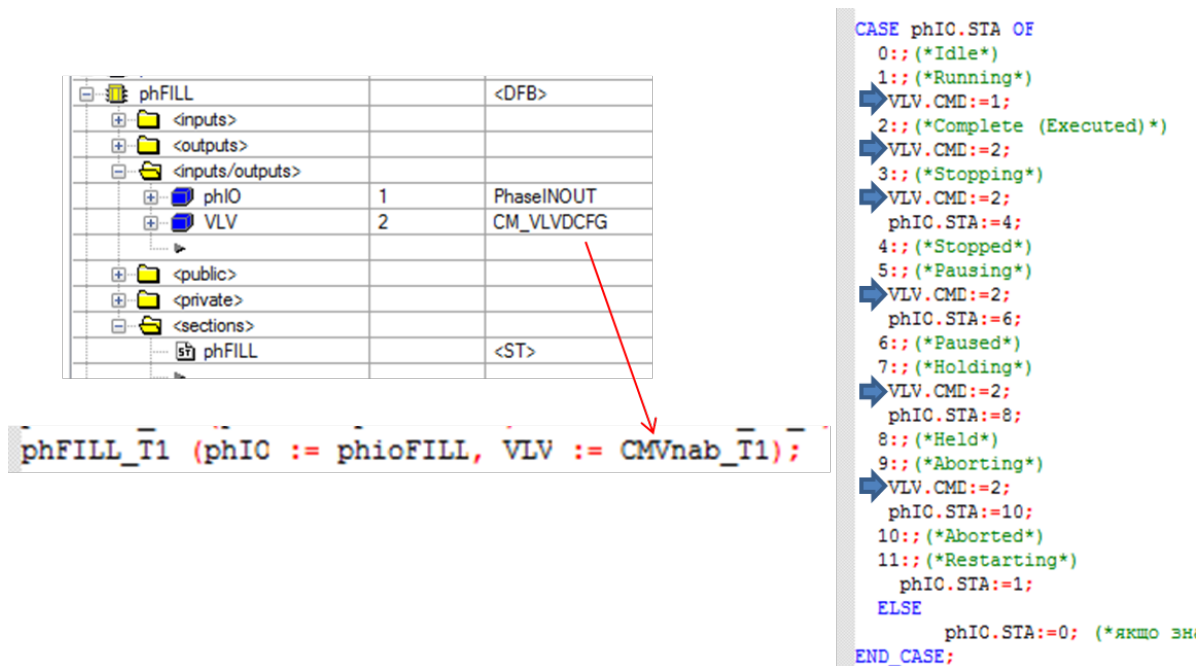 phFILL <DFB>
<inputs>
<outputs>
<inputs/outputs>
phIO 1 PhaseINOUT
VLV 2 CM_VLVDCFG
<public>
<private>
<sections>
phFILL <ST>
phFILL_T1 (phIO := phioFILL, VLV := CMVnab_T1);
CASE phIO.STA OF
0:;(*Idle*)
1:;(*Running*)
VLV.CMD:=1;
2:;(*Complete (Executed)*)
VLV.CMD:=2;
3:;(*Stopping*)
VLV.CMD:=2;
phIO.STA:=4;
4:;(*Stopped*)
5:;(*Pausing*)
VLV.CMD:=2;
phIO.STA:=6;
6:;(*Paused*)
7:;(*Holding*)
VLV.CMD:=2;
phIO.STA:=8;
8:;(*Held*)
9:;(*Aborting*)
VLV.CMD:=2;
phIO.STA:=10;
10:;(*Aborted*)
11:;(*Restarting*)
phIO.STA:=1;
ELSE
phIO.STA:=0; (*якщо зна
END_CASE;